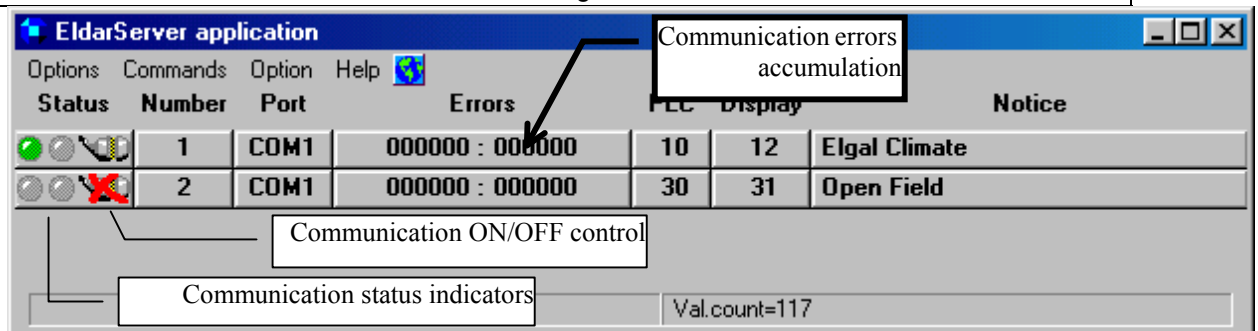 EldarServer application
Communication errors accumulation
Options Commands Option Help
Status Number Port Errors PLC Display Notice
1 COM1 000000 : 000000 10 12 Elgal Climate
2 COM1 000000 : 000000 30 31 Open Field
Communication ON/OFF control
Communication status indicators
Val.count=117